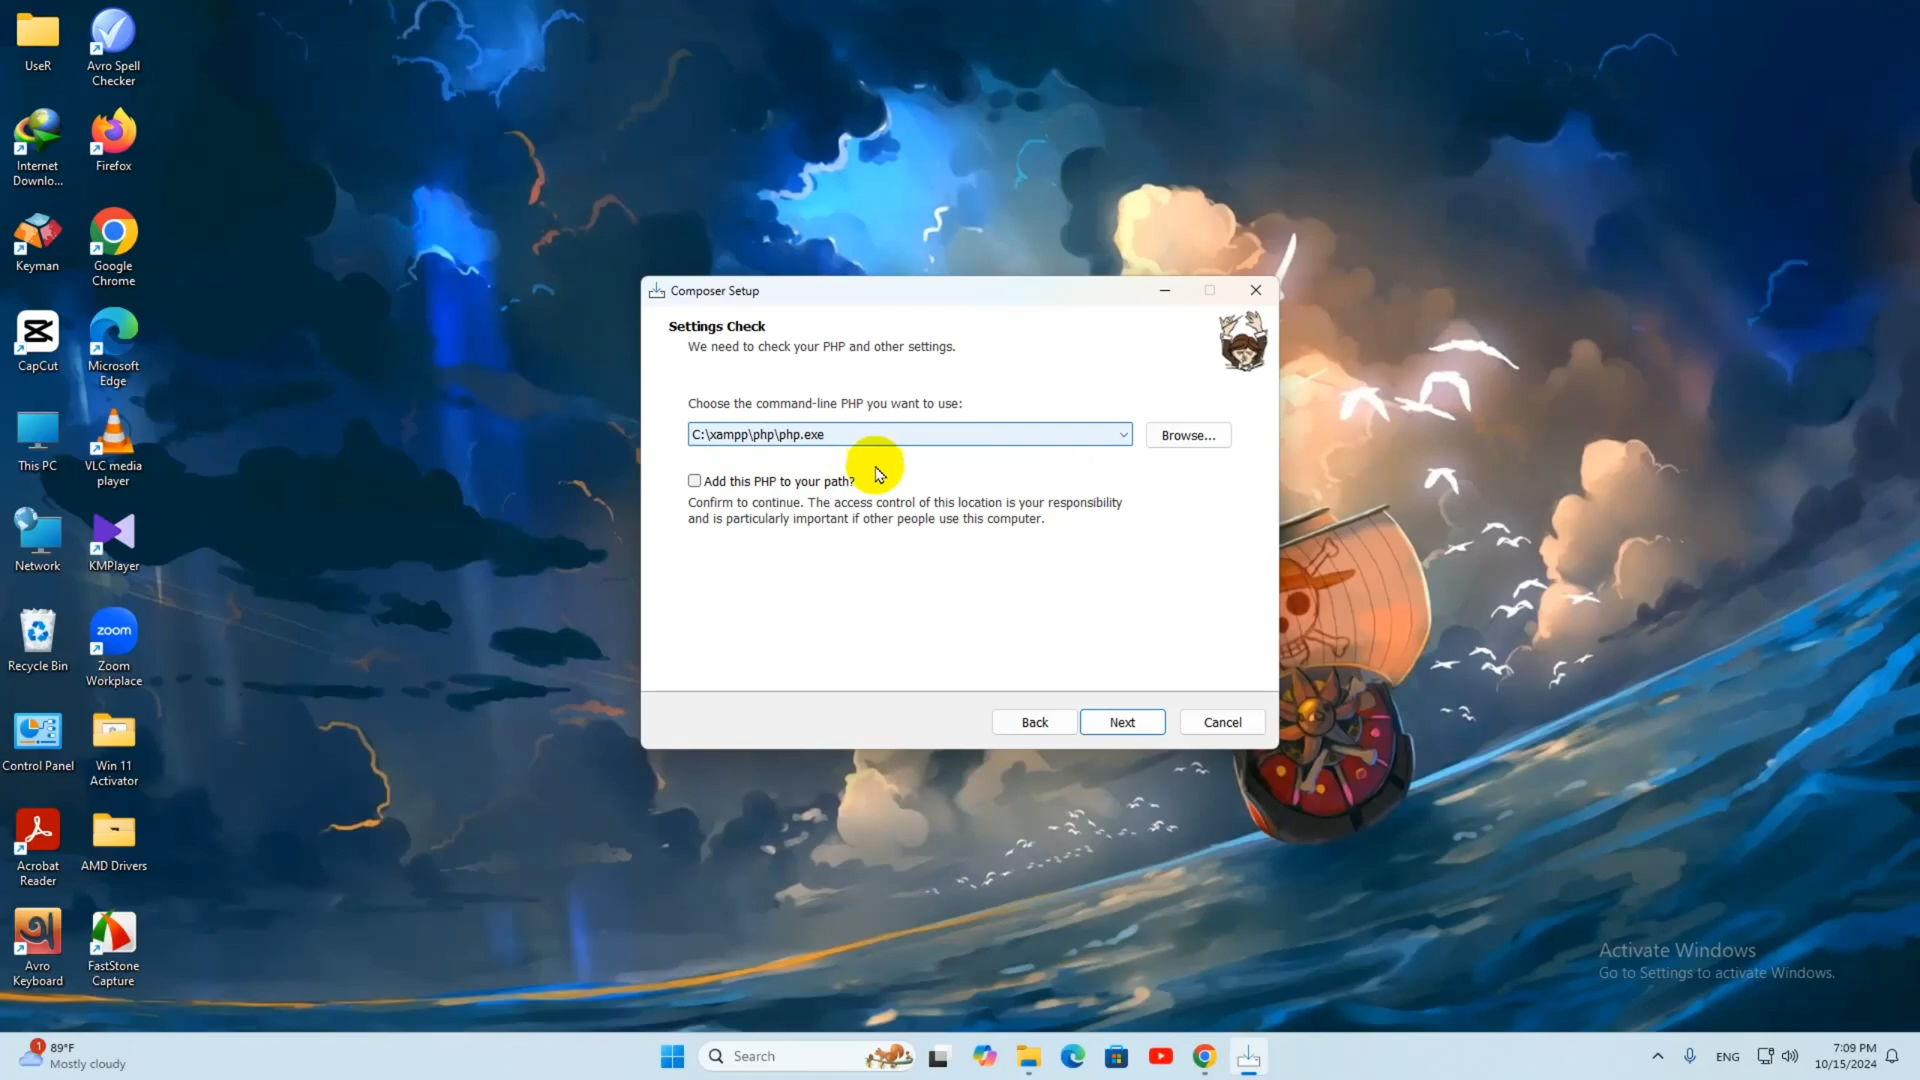 UseR
Avro Spell
Checker
Internet
Downlo...
Firefox
Keyman
Google
Chrome
CapCut
Microsoft
Edge
This PC
VLC media
player
Network
KMPlayer
Recycle Bin
zoom
Zoom
Workplace
Control Panel
Win 11
Activator
Acrobat
Reader
AMD Drivers
Avro
Keyboard
FastStone
Capture
Composer Setup
Settings Check
We need to check your PHP and other settings.
Choose the command-line PHP you want to use:
C:\xampp\php\php.exe
Browse...
Add this PHP to your path?
Confirm to continue. The access control of this location is your responsibility
and is particularly important if other people use this computer.
Back
Next
Cancel
Activate Windows
Go to Settings to activate Windows.
1
89°F
Mostly cloudy
Search
ENG
7:09 PM
10/15/2024